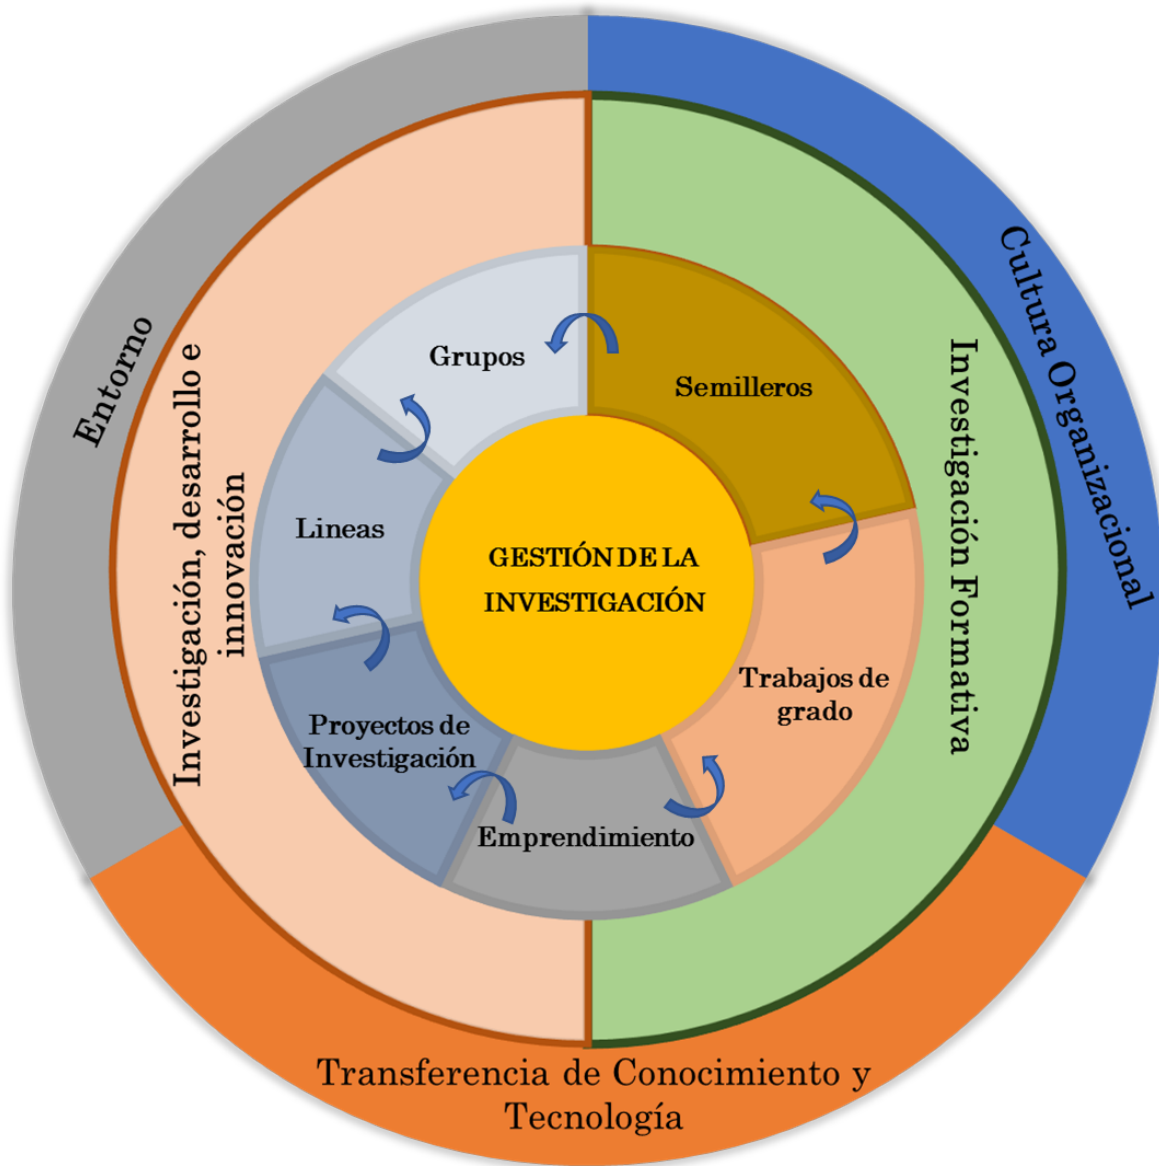 Entorno
Cultura Organizacional
Transferencia de Conocimiento y
Tecnología
Investigación, desarrollo e
innovación
Investigación Formativa
Grupos
Semilleros
Lineas
Trabajos de
grado
Proyectos de
Investigación
Emprendimiento
GESTIÓN DE LA
INVESTIGACIÓN